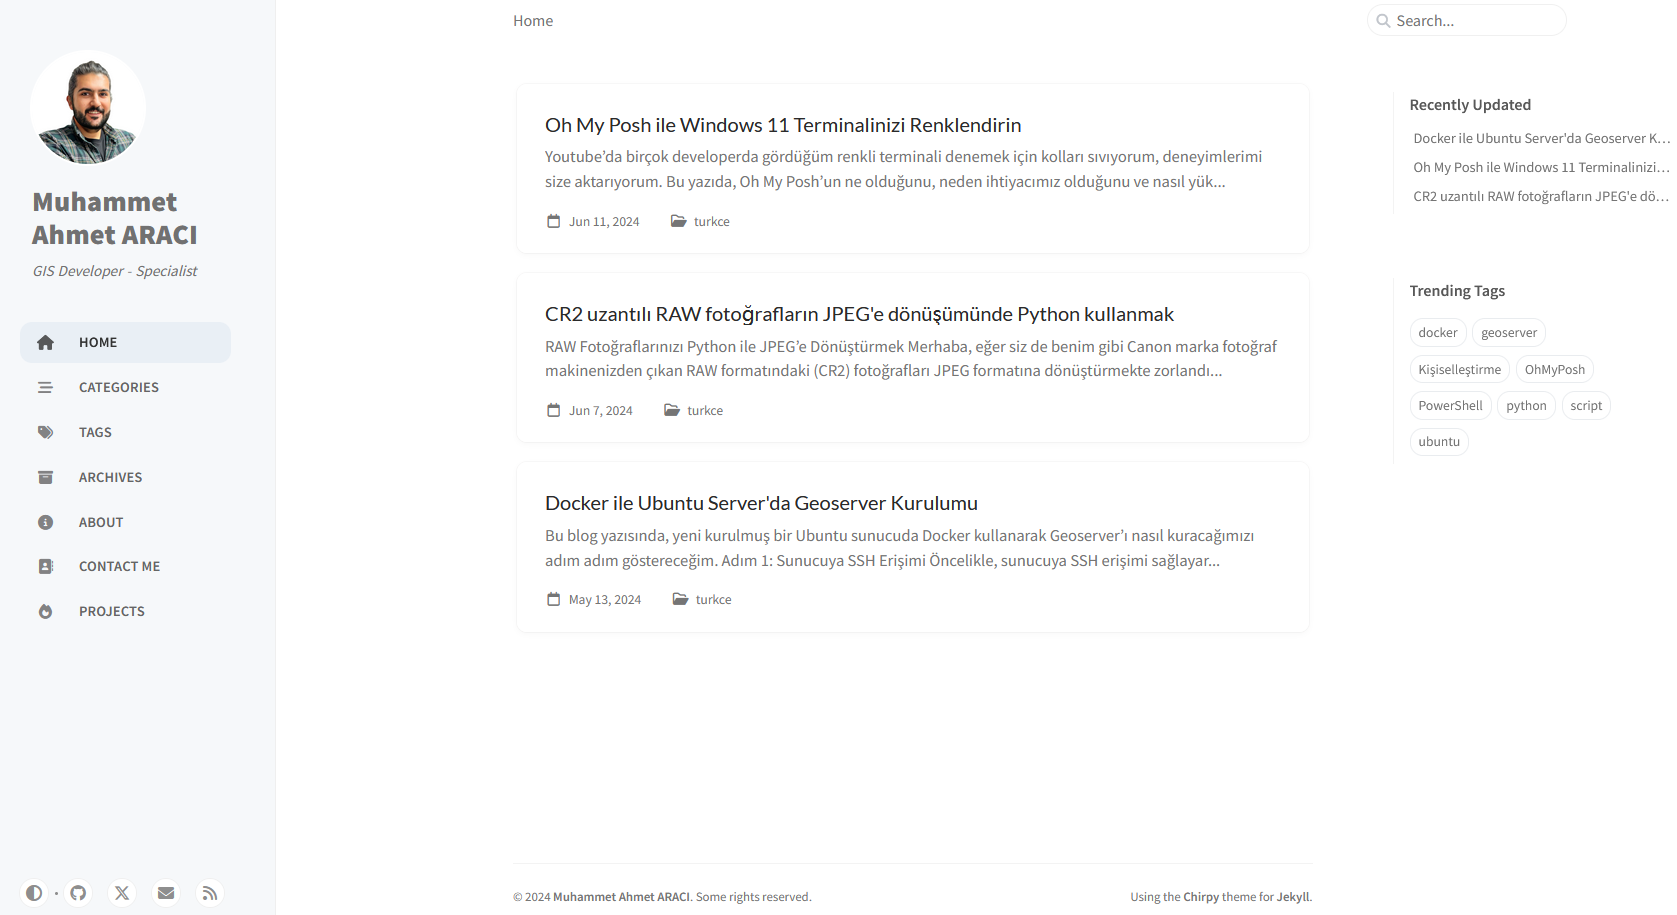 Muhammet
Ahmet ARACI
GIS Developer - Specialist
HOME
CATEGORIES
TAGS
ARCHIVES
ABOUT
CONTACT ME
PROJECTS
Home
Search...
Oh My Posh ile Windows 11 Terminalinizi Renklendirin
Youtube’da birçok developerda gördüğüm renkli terminali denemek için kolları sıvıyorum, deneyimlerimi
size aktarıyorum. Bu yazıda, Oh My Posh’un ne olduğunu, neden ihtiyacımız olduğunu ve nasıl yük...
Jun 11, 2024 turkce
CR2 uzantılı RAW fotoğrafların JPEG'e dönüşümünde Python kullanmak
RAW Fotoğraflarınızı Python ile JPEG’e Dönüştürmek Merhaba, eğer siz de benim gibi Canon marka fotoğraf
makinenizden çıkan RAW formatındaki (CR2) fotoğrafları JPEG formatına dönüştürmekte zorlandı...
Jun 7, 2024 turkce
Docker ile Ubuntu Server'da Geoserver Kurulumu
Bu blog yazısında, yeni kurulmuş bir Ubuntu sunucuda Docker kullanarak Geoserver’ı nasıl kuracağımızı
adım adım göstereceğim. Adım 1: Sunucuya SSH Erişimi Öncelikle, sunucuya SSH erişimi sağlayar...
May 13, 2024 turkce
Recently Updated
Docker ile Ubuntu Server'da Geoserver K...
Oh My Posh ile Windows 11 Terminalinizi...
CR2 uzantılı RAW fotoğrafların JPEG'e dö...
Trending Tags
docker geoserver
Kişiselleştirme OhMyPosh
PowerShell python script
ubuntu
© 2024 Muhammet Ahmet ARACI. Some rights reserved.
Using the Chirpy theme for Jekyll.